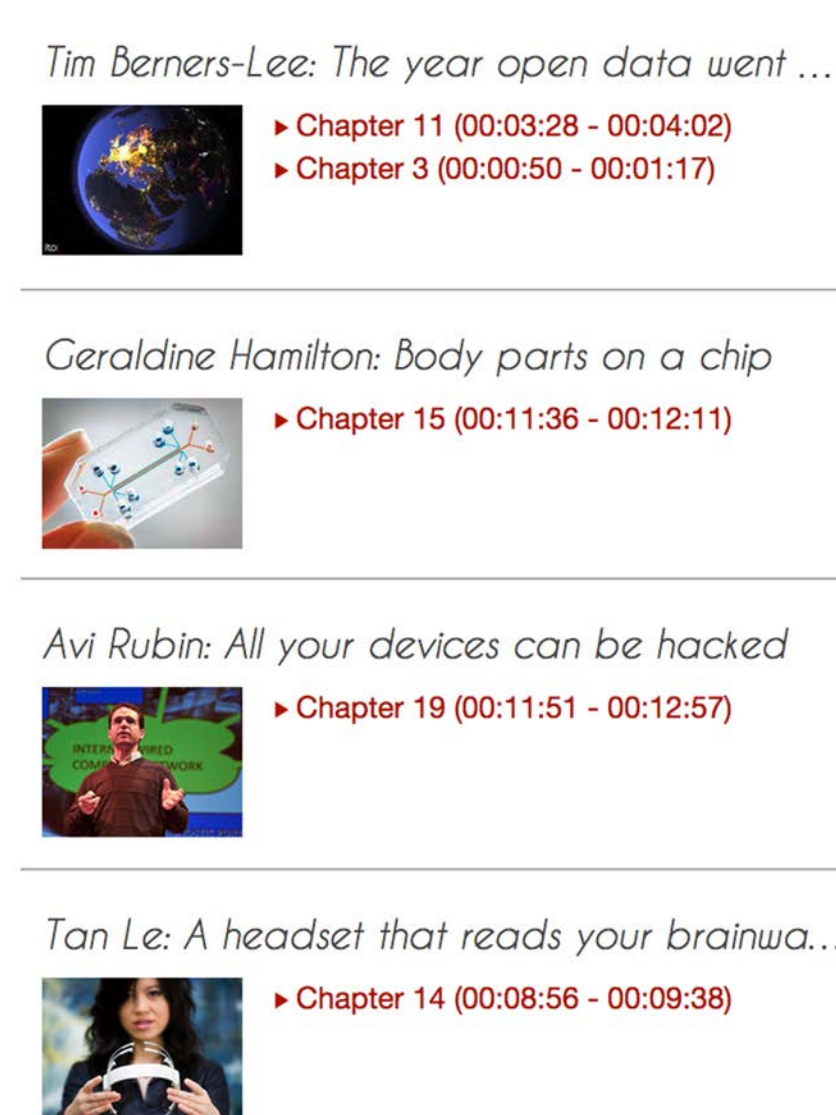 Tim Berners-Lee: The year open data went ...
▸ Chapter 11 (00:03:28 - 00:04:02)
▸ Chapter 3 (00:00:50 - 00:01:17)
ito
Geraldine Hamilton: Body parts on a chip
▸ Chapter 15 (00:11:36 - 00:12:11)
Avi Rubin: All your devices can be hacked
▸ Chapter 19 (00:11:51 - 00:12:57)
Tan Le: A headset that reads your brainwa...
▸ Chapter 14 (00:08:56 - 00:09:38)